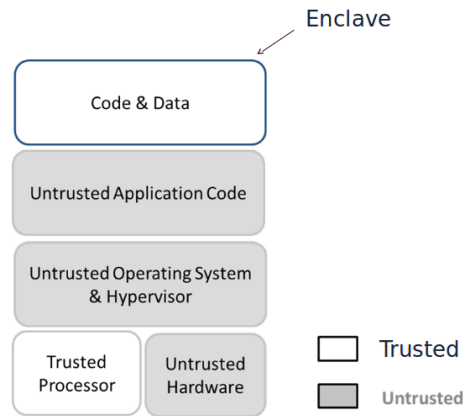 Enclave
Code & Data
Untrusted Application Code
Untrusted Operating System
& Hypervisor
Trusted
Processor
Untrusted
Hardware
Trusted
Untrusted